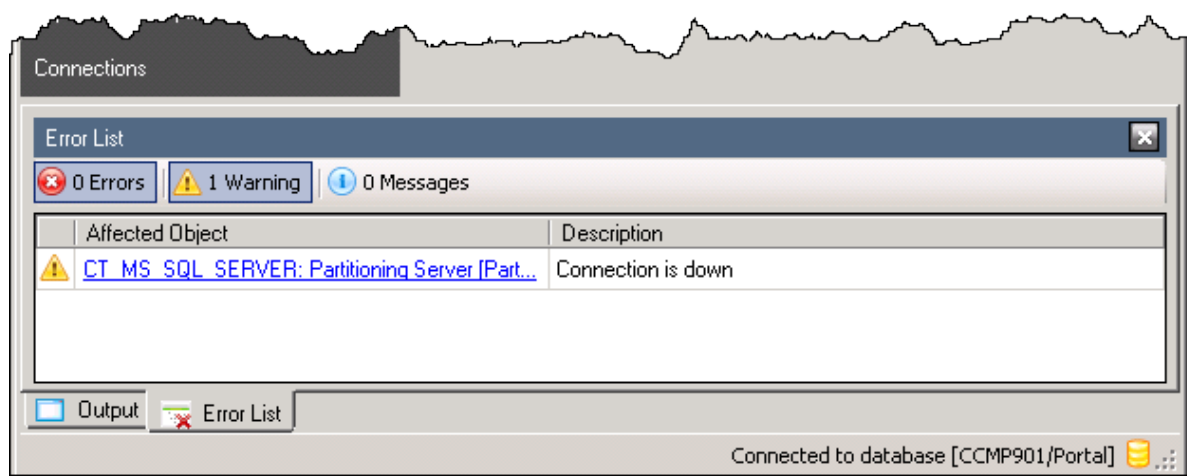 Connections
Error List
0 Errors 1 Warning 0 Messages
Affected Object Description
CT_MS_SQL_SERVER: Partitioning Server [Part... Connection is down
Output Error List
Connected to database [CCMP901/Portal]